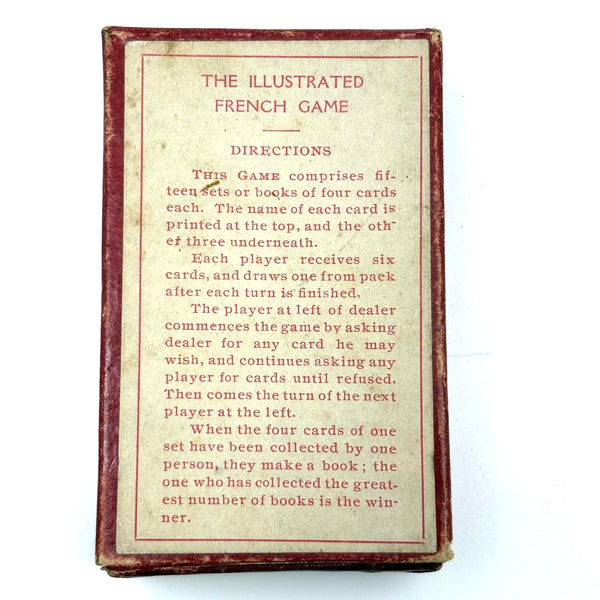 THE ILLUSTRATED
FRENCH GAME
DIRECTIONS
THIS GAME comprises fif-
teen sets or books of four cards
each. The name of each card is
printed at the top, and the oth-
er three underneath.
Each player receives six
cards, and draws one from pack
after each turn is finished.
The player at left of dealer
commences the game by asking
dealer for any card he may
wish, and continues asking any
player for cards until refused.
Then comes the turn of the next
player at the left.
When the four cards of one
set have been collected by one
person, they make a book; the
one who has collected the great-
est number of books is the win-
ner.